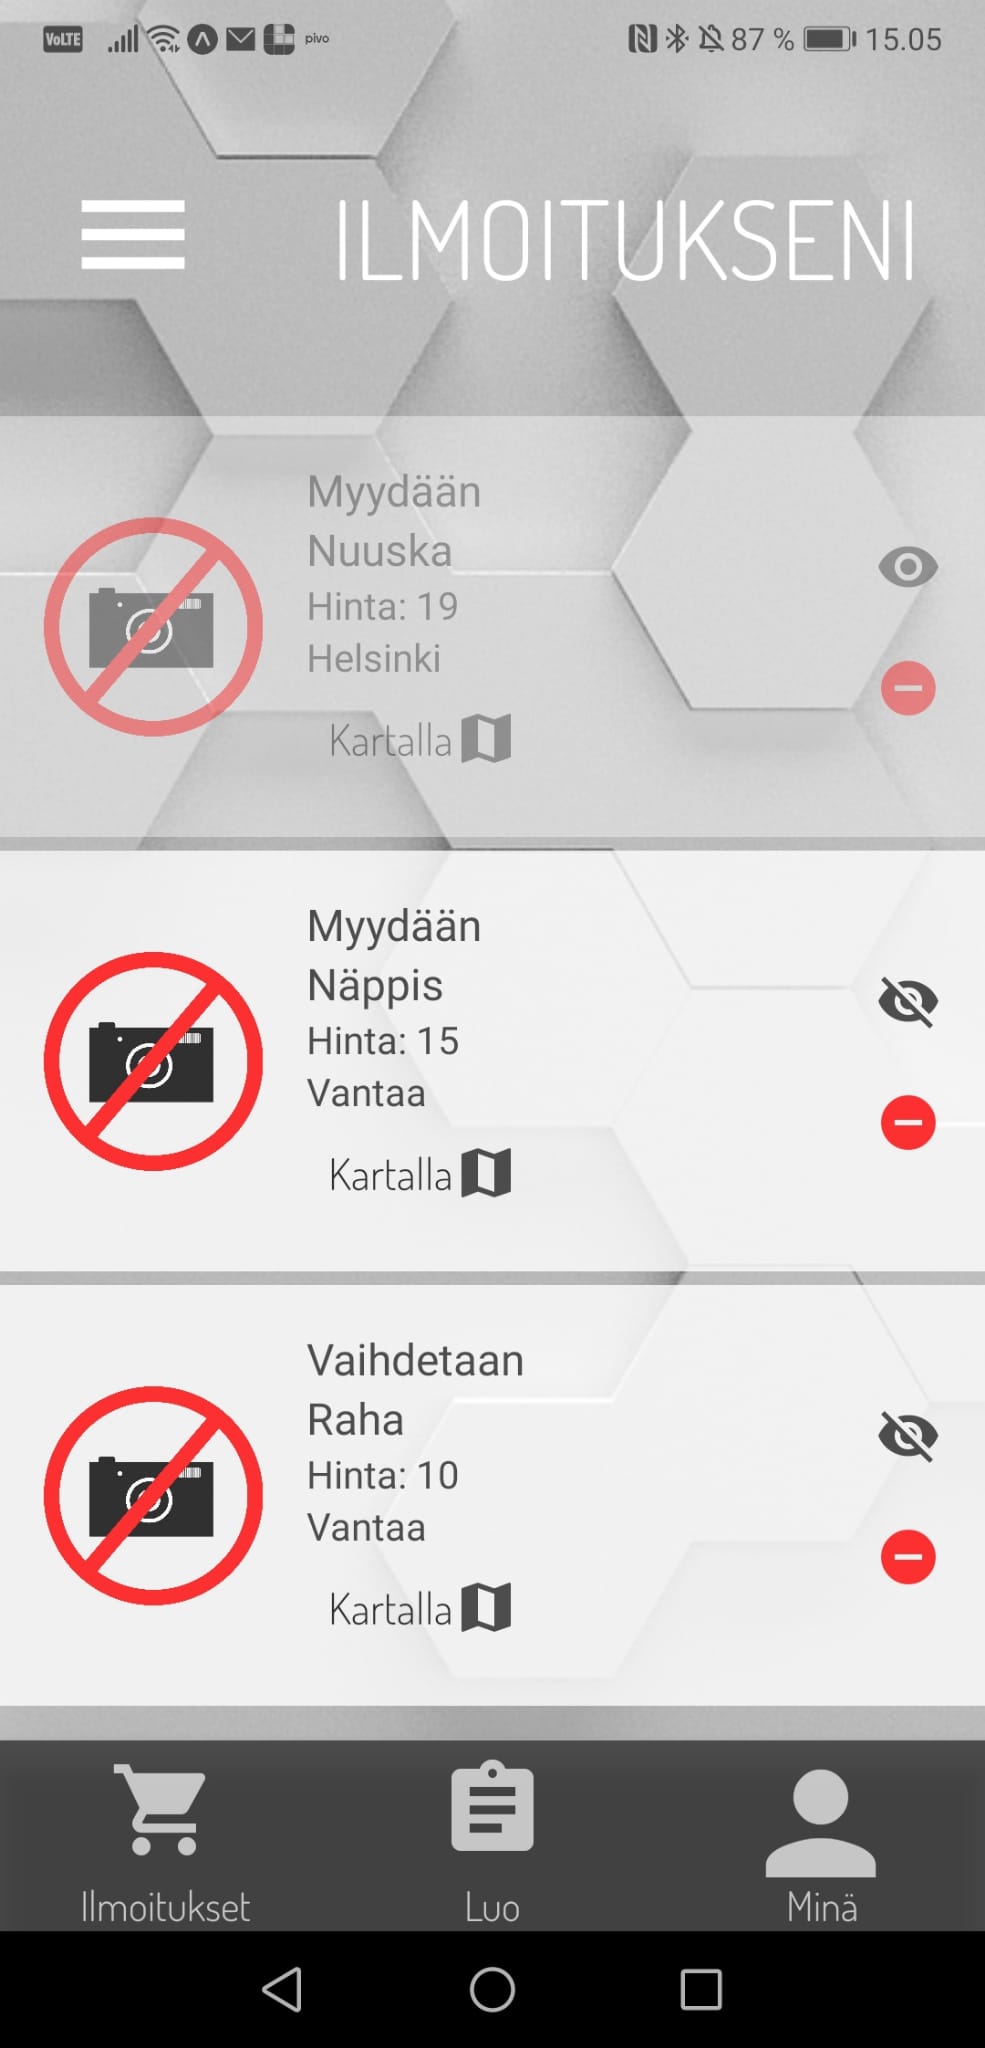 VoLTE pivo 87 % 15.05
ILMOITUKSENI
Myydään
Nuuska
Hinta: 19
Helsinki
Kartalla
Myydään
Näppis
Hinta: 15
Vantaa
Kartalla
Vaihdetaan
Raha
Hinta: 10
Vantaa
Kartalla
Ilmoitukset Luo Minä